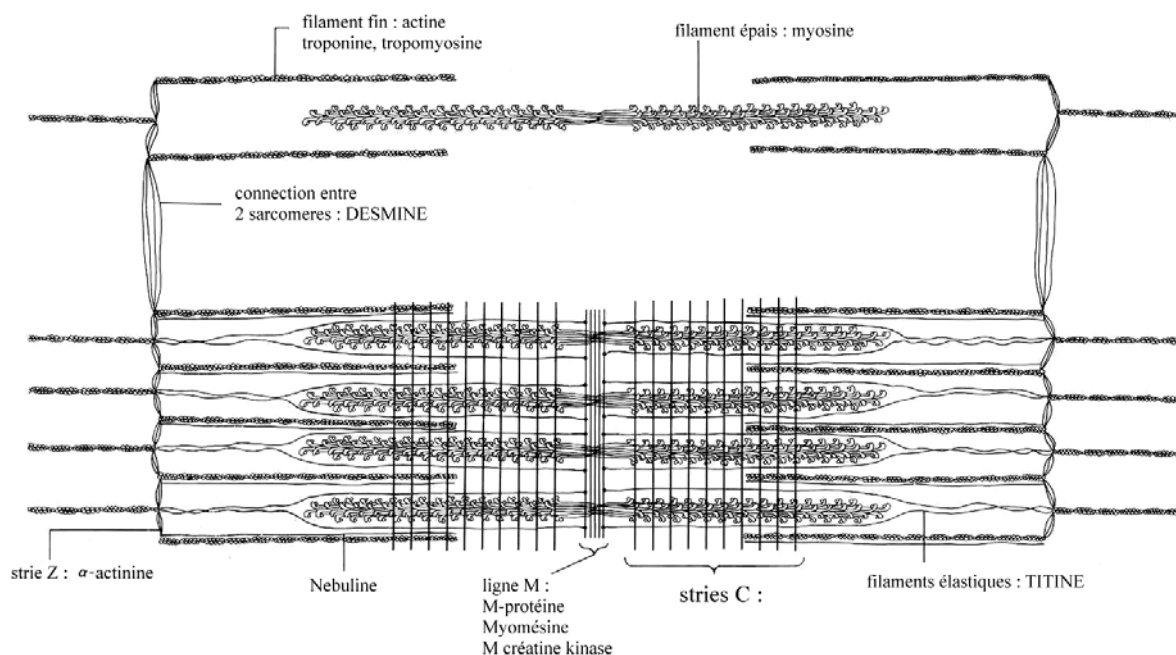 filament fin : actine
troponine, tropomyosine
filament épais : myosine
connection entre
2 sarcomeres : DESMINE
strie Z : α-actinine
Nebuline
ligne M :
M-protéine
Myomésine
M créatine kinase
stries C :
filaments élastiques : TITINE